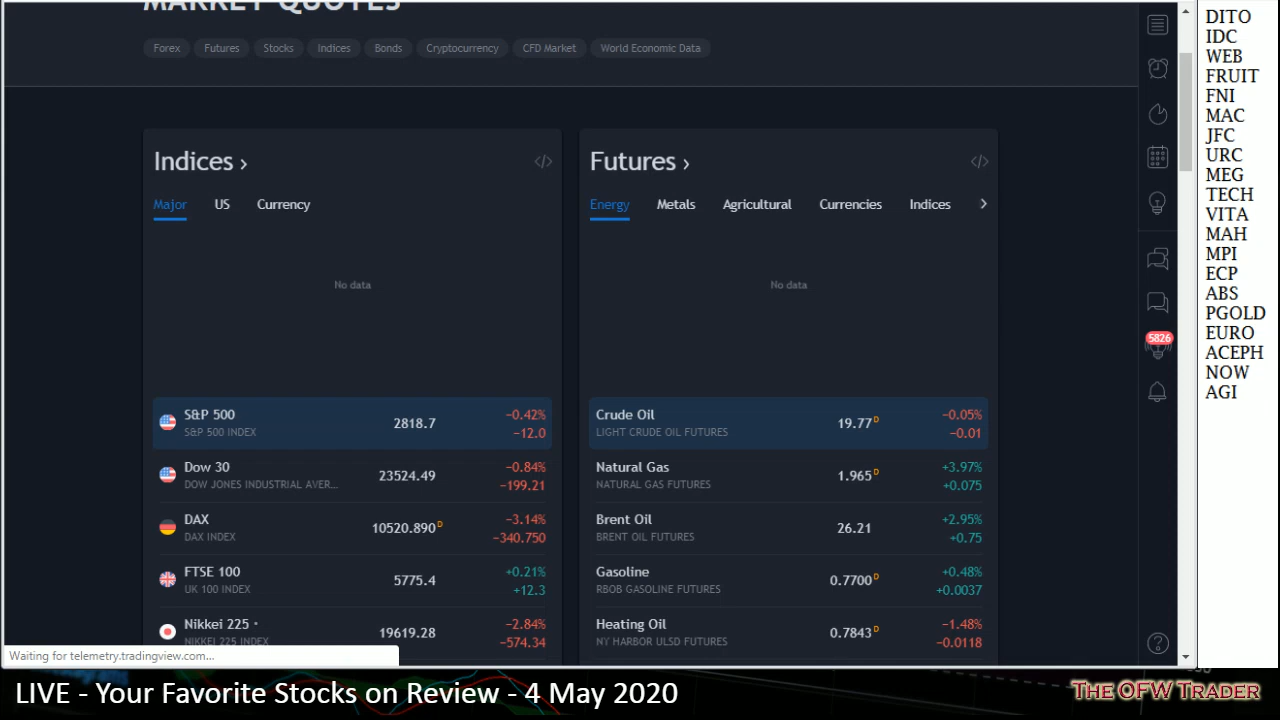 MARKET QUOTES
Forex Futures Stocks Indices Bonds Cryptocurrency CFD Market World Economic Data
Indices ›
</>
Major US Currency
No data
S&P 500 2818.7 −0.42%
S&P 500 INDEX −12.0
Dow 30 23524.49 −0.84%
DOW JONES INDUSTRIAL AVER... −199.21
DAX 10520.890 D −3.14%
DAX INDEX −340.750
FTSE 100 5775.4 +0.21%
UK 100 INDEX +12.3
Nikkei 225 • 19619.28 −2.84%
NIKKEI 225 INDEX −574.34
Futures ›
</>
Energy Metals Agricultural Currencies Indices ›
No data
Crude Oil 19.77 D −0.05%
LIGHT CRUDE OIL FUTURES −0.01
Natural Gas 1.965 D +3.97%
NATURAL GAS FUTURES +0.075
Brent Oil 26.21 +2.95%
BRENT OIL FUTURES +0.75
Gasoline 0.7700 D +0.48%
RBOB GASOLINE FUTURES +0.0037
Heating Oil 0.7843 D −1.48%
NY HARBOR ULSD FUTURES −0.0118
5826
?
Waiting for telemetry.tradingview.com...
DITO
IDC
WEB
FRUIT
FNI
MAC
JFC
URC
MEG
TECH
VITA
MAH
MPI
ECP
ABS
PGOLD
EURO
ACEPH
NOW
AGI
LIVE - Your Favorite Stocks on Review - 4 May 2020
THE OFW TRADER